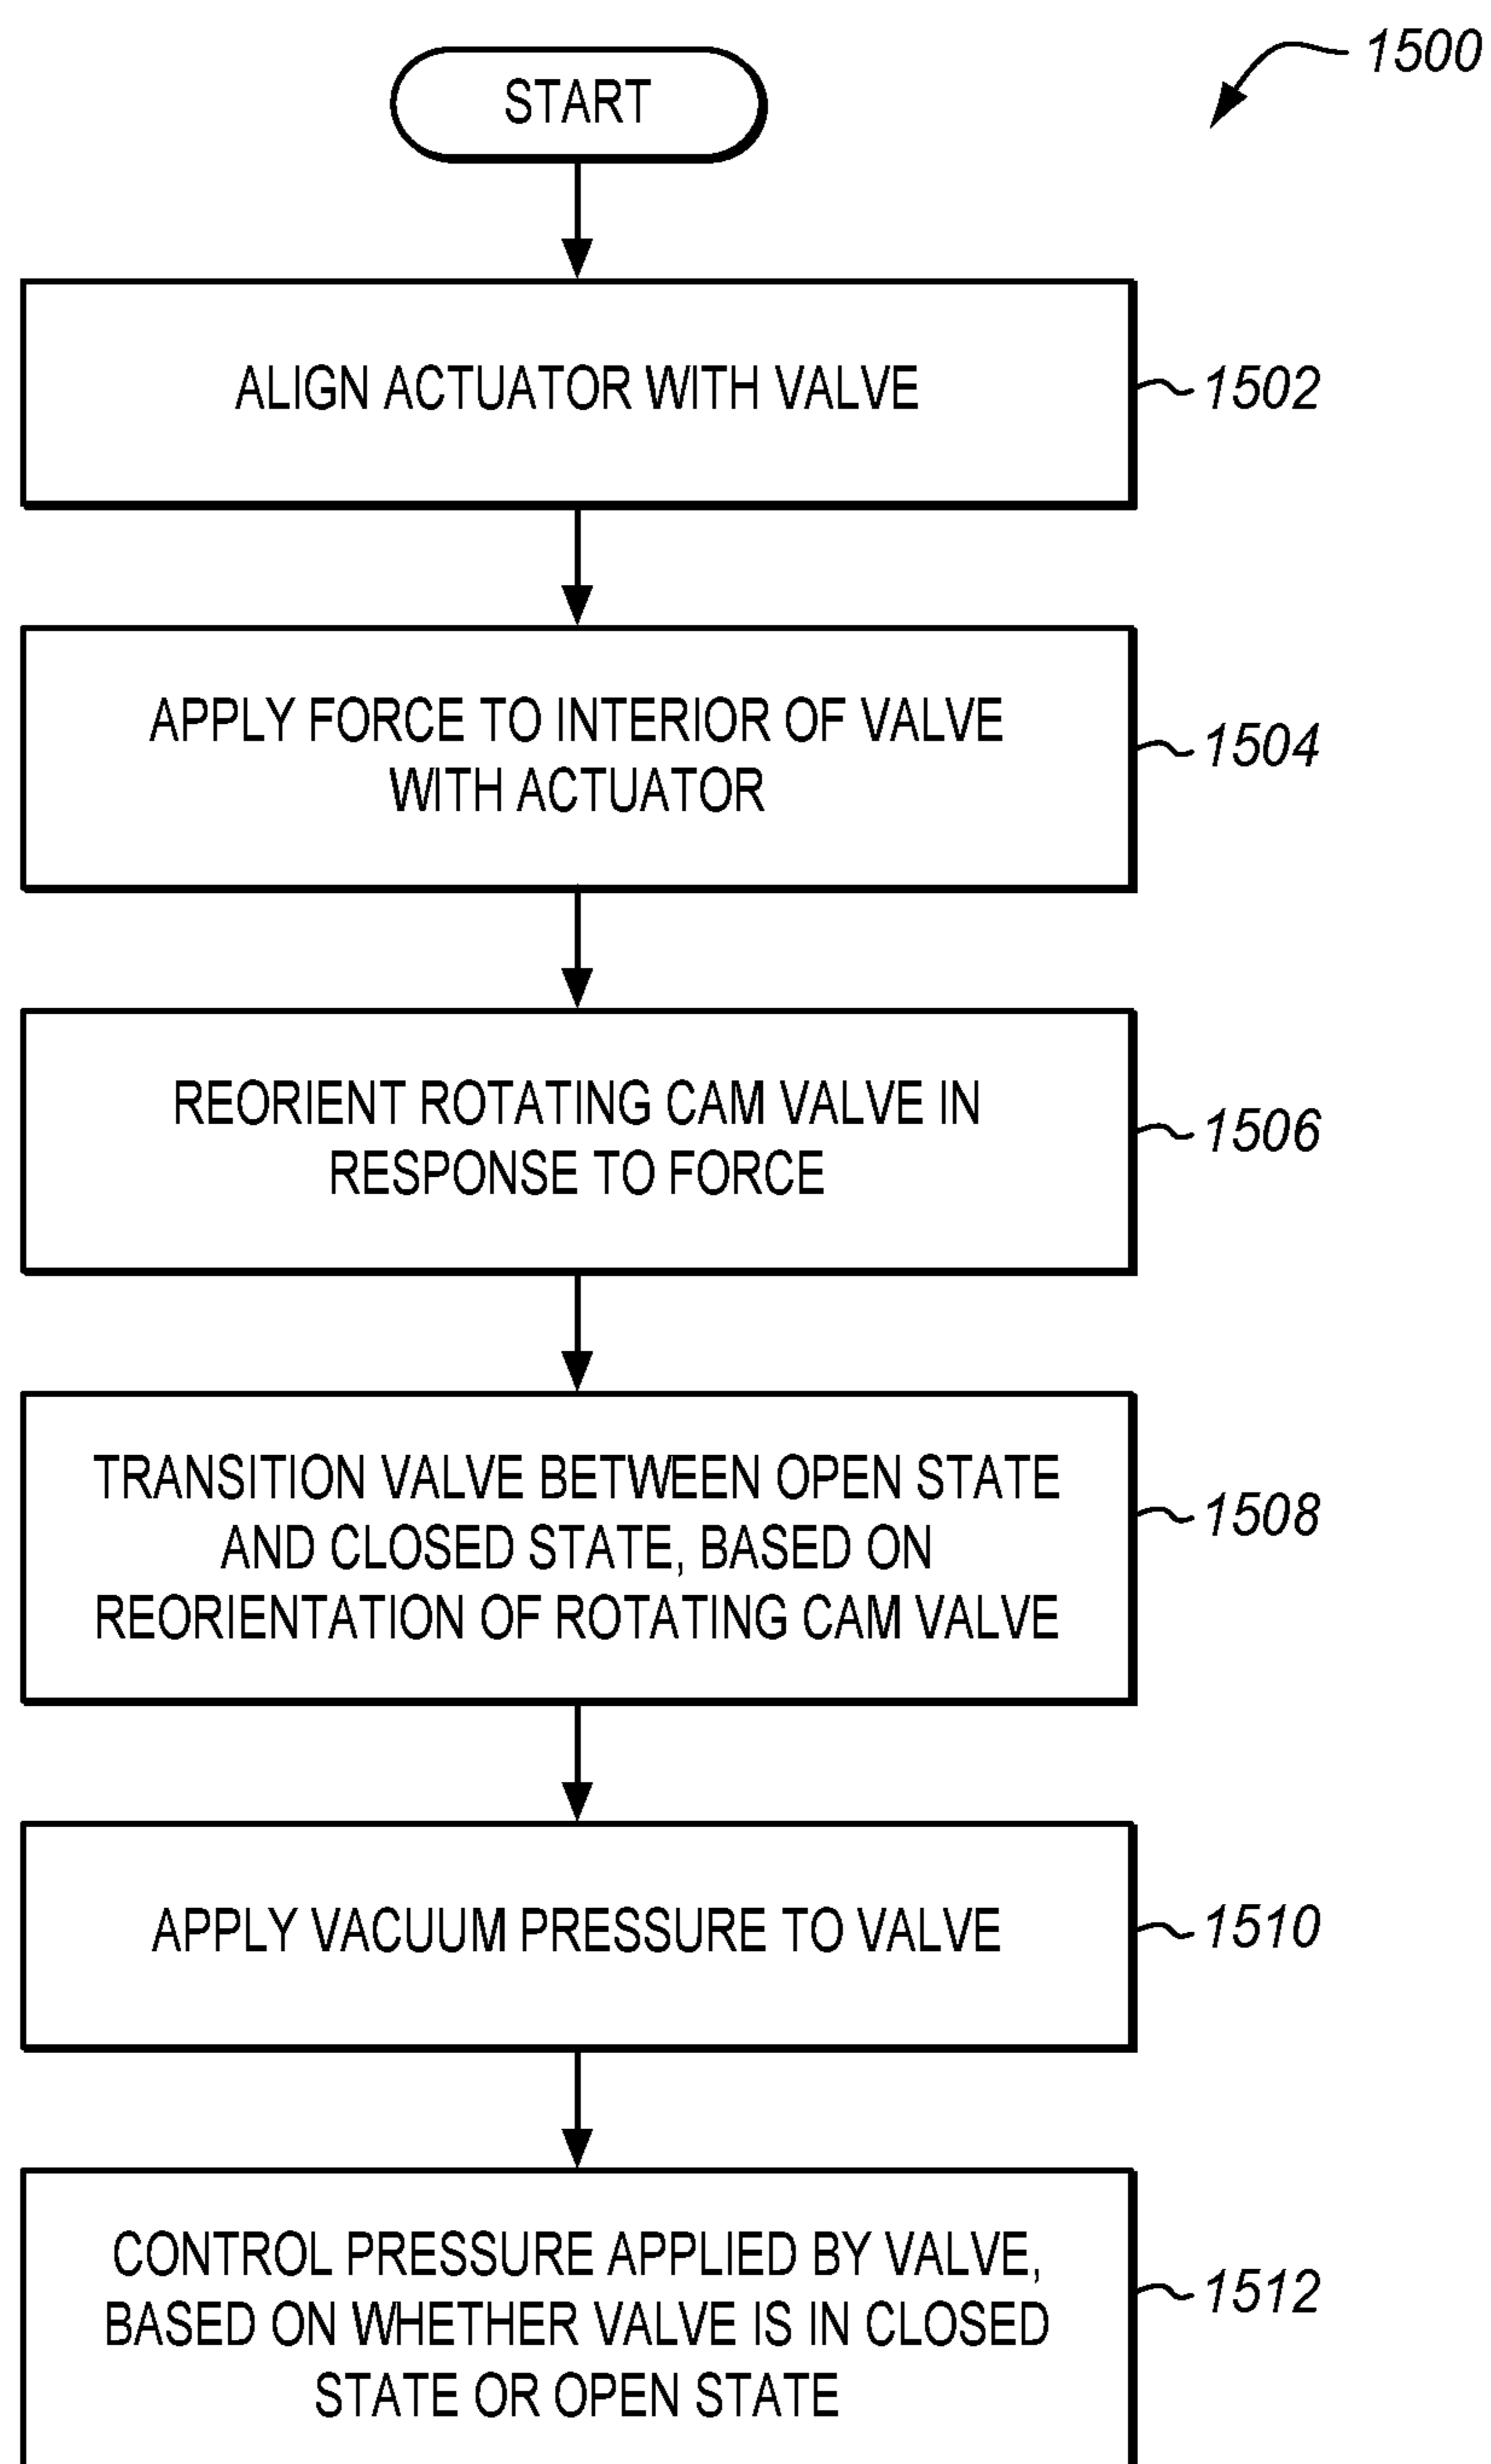 1500
START
ALIGN ACTUATOR WITH VALVE
1502
APPLY FORCE TO INTERIOR OF VALVE
WITH ACTUATOR
1504
REORIENT ROTATING CAM VALVE IN
RESPONSE TO FORCE
1506
TRANSITION VALVE BETWEEN OPEN STATE
AND CLOSED STATE, BASED ON
REORIENTATION OF ROTATING CAM VALVE
1508
APPLY VACUUM PRESSURE TO VALVE
1510
CONTROL PRESSURE APPLIED BY VALVE,
BASED ON WHETHER VALVE IS IN CLOSED
STATE OR OPEN STATE
1512